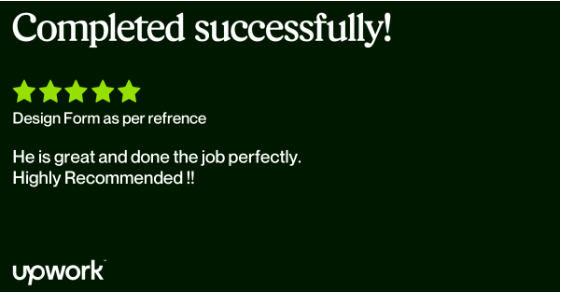 Completed successfully!
Design Form as per refrence
He is great and done the job perfectly.
Highly Recommended !!
upwork